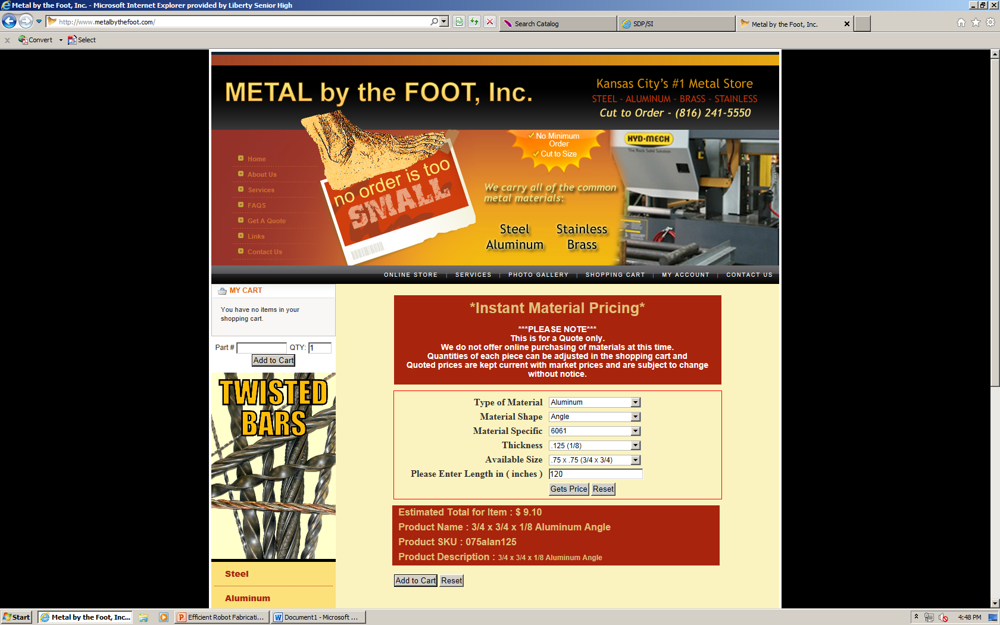 Metal by the Foot, Inc. - Microsoft Internet Explorer provided by Liberty Senior High
http://www.metalbythefoot.com/
Search Catalog
SDP/SI
Metal by the Foot, Inc.
x Convert Select
METAL by the FOOT, Inc.
Kansas City's #1 Metal Store
STEEL - ALUMINUM - BRASS - STAINLESS
Cut to Order - (816) 241-5550
Home
About Us
Services
FAQS
Get A Quote
Links
Contact Us
no order is too
SMALL
No Minimum
Order
Cut to Size
We carry all of the common
metal materials:
Steel Stainless
Aluminum Brass
HYD-MECH
The Rack Solid Solution
ONLINE STORE | SERVICES | PHOTO GALLERY | SHOPPING CART | MY ACCOUNT | CONTACT US
MY CART
You have no items in your
shopping cart.
Part # QTY: 1
Add to Cart
TWISTED
BARS
Steel
Aluminum
*Instant Material Pricing*
***PLEASE NOTE***
This is for a Quote only.
We do not offer online purchasing of materials at this time.
Quantities of each piece can be adjusted in the shopping cart and
Quoted prices are kept current with market prices and are subject to change
without notice.
Type of Material Aluminum
Material Shape Angle
Material Specific 6061
Thickness .125 (1/8)
Available Size .75 x .75 (3/4 x 3/4)
Please Enter Length in ( inches ) 120
Gets Price Reset
Estimated Total for Item : $ 9.10
Product Name : 3/4 x 3/4 x 1/8 Aluminum Angle
Product SKU : 075alan125
Product Description : 3/4 x 3/4 x 1/8 Aluminum Angle
Add to Cart Reset
Start Metal by the Foot, Inc... Efficient Robot Fabricati... Document1 - Microsoft ... 4:48 PM